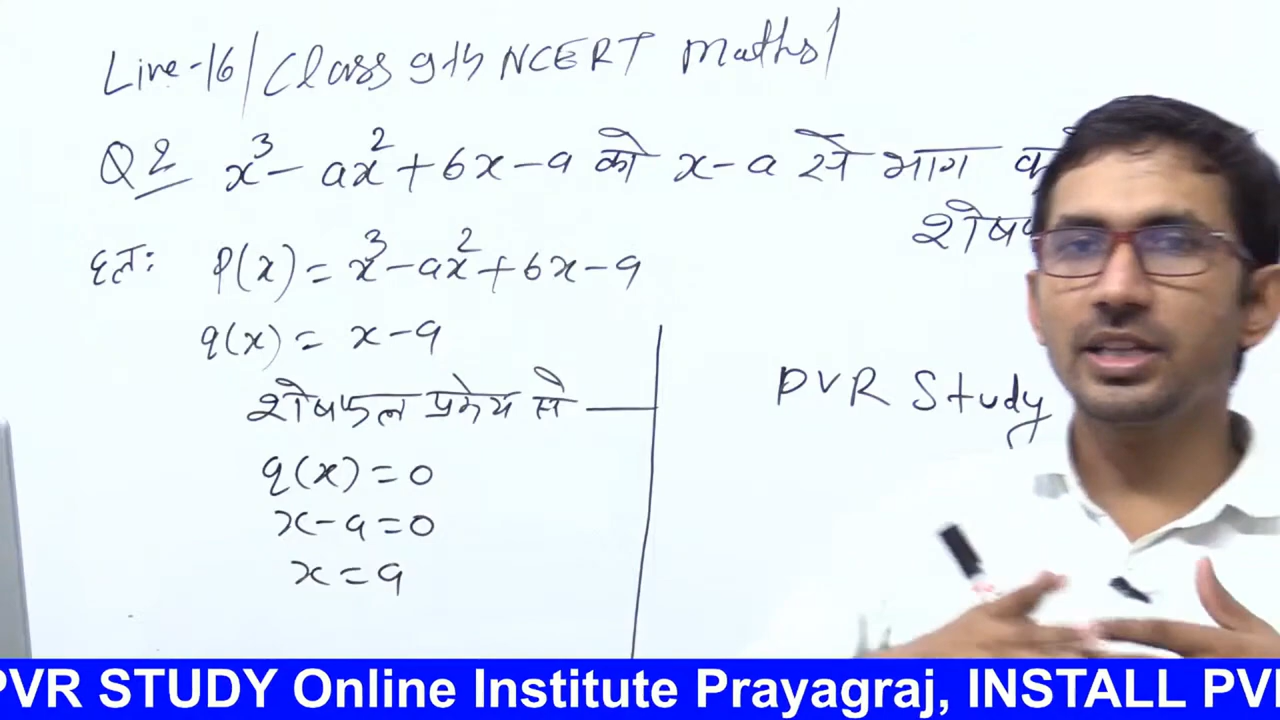 Live-16/Class 9th NCERT Maths/
Q2 x³-ax²+6x-a को x-a से भाग
शेष
हल: p(x)=x³-ax²+6x-a
q(x)= x-a
शेषफल प्रमेय से
q(x)=0
x-a=0
x=a
PVR Study
PVR STUDY Online Institute Prayagraj, INSTALL PV